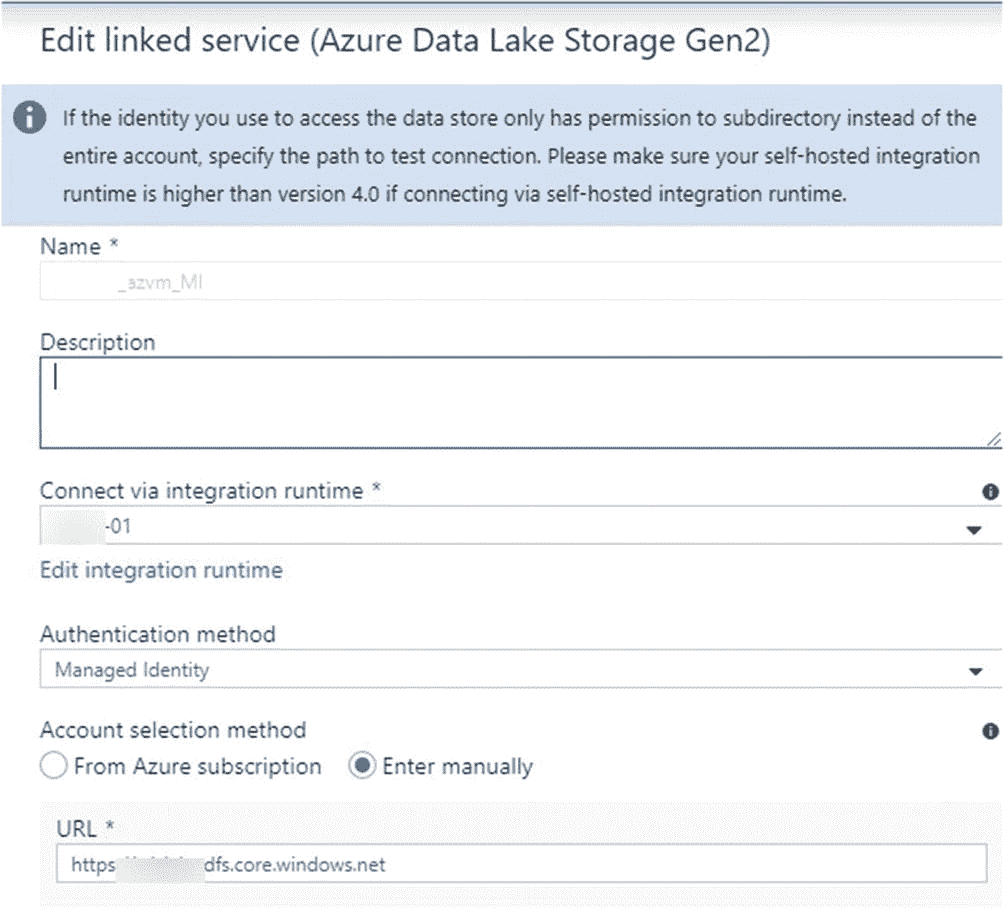 Edit linked service (Azure Data Lake Storage Gen2)
If the identity you use to access the data store only has permission to subdirectory instead of the
entire account, specify the path to test connection. Please make sure your self-hosted integration
runtime is higher than version 4.0 if connecting via self-hosted integration runtime.
Name *
_azvm_MI
Description
Connect via integration runtime *
-01
Edit integration runtime
Authentication method
Managed Identity
Account selection method
From Azure subscription Enter manually
URL *
https dfs.core.windows.net